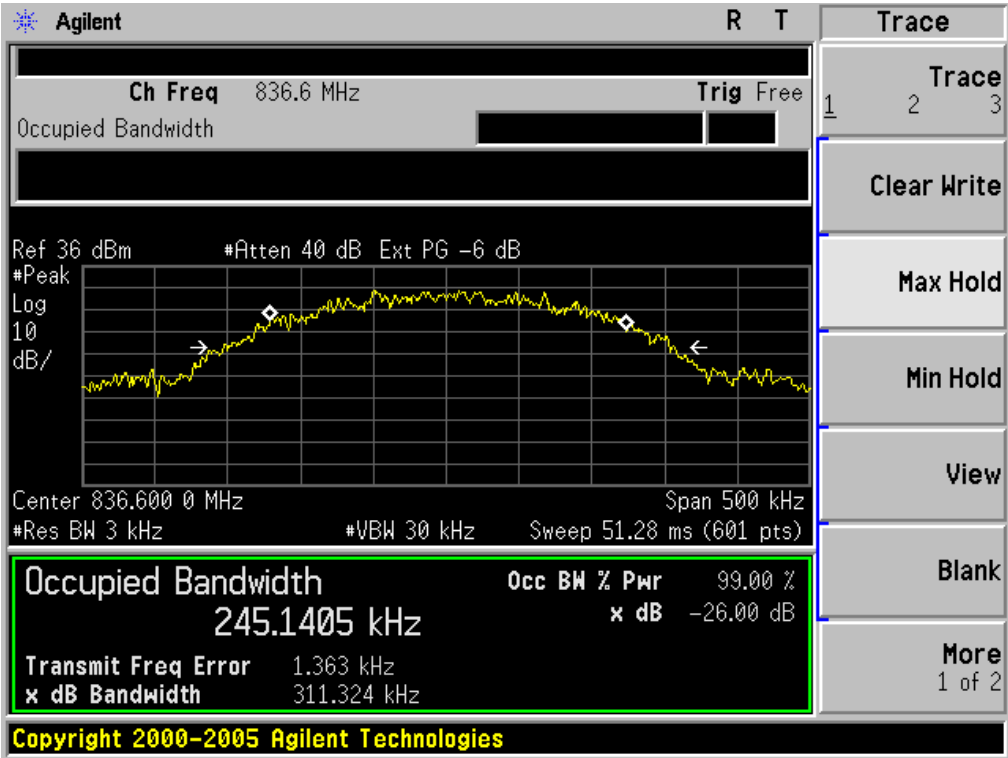 Agilent R T
Ch Freq 836.6 MHz Trig Free
Occupied Bandwidth
Ref 36 dBm #Atten 40 dB Ext PG -6 dB
#Peak
Log
10
dB/
Center 836.600 0 MHz Span 500 kHz
#Res BW 3 kHz #VBW 30 kHz Sweep 51.28 ms (601 pts)
Occupied Bandwidth
245.1405 kHz
Occ BW % Pwr 99.00 %
x dB -26.00 dB
Transmit Freq Error 1.363 kHz
x dB Bandwidth 311.324 kHz
Copyright 2000-2005 Agilent Technologies
Trace
Trace
1 2 3
Clear Write
Max Hold
Min Hold
View
Blank
More
1 of 2